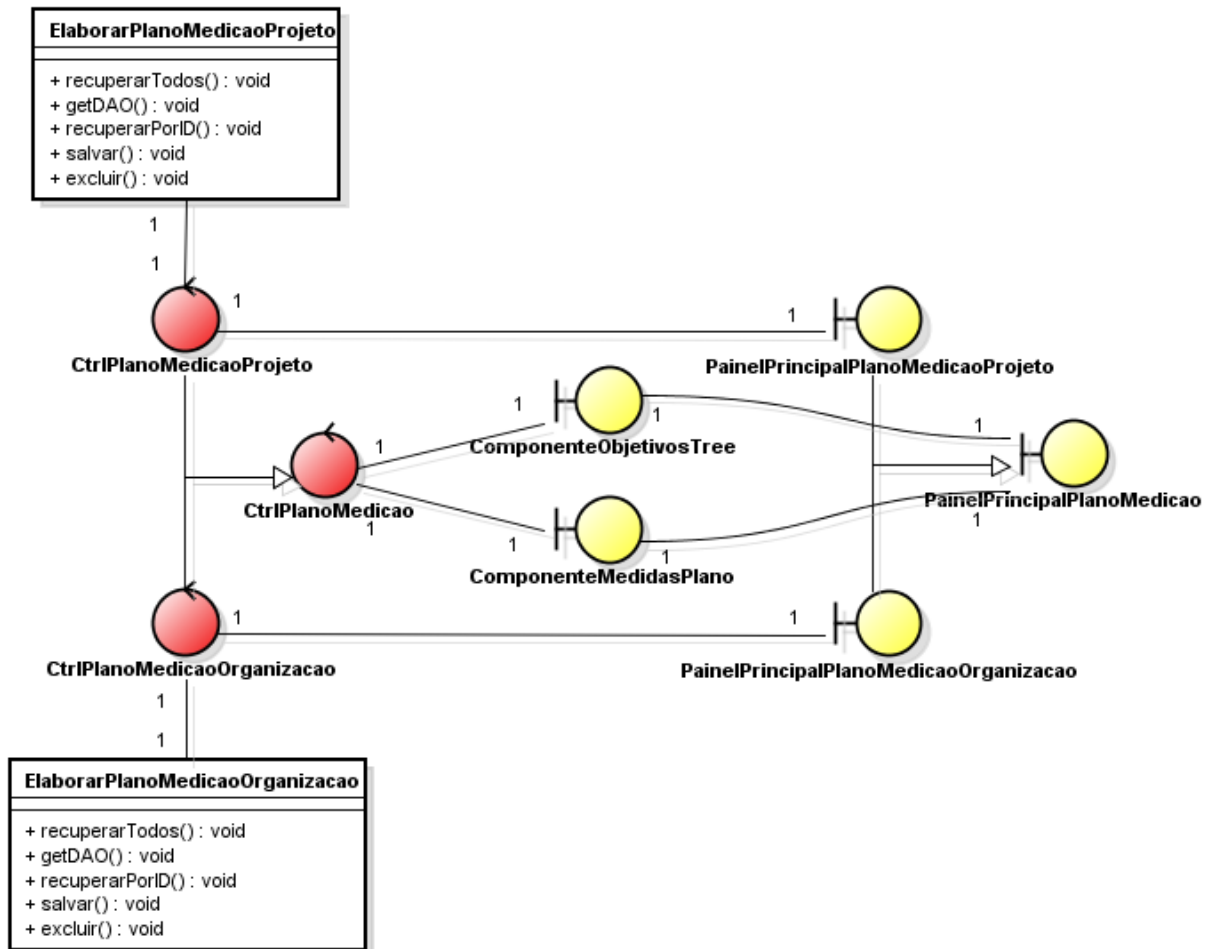 ElaborarPlanoMedicaoProjeto
+ recuperarTodos() : void
+ getDAO() : void
+ recuperarPorID() : void
+ salvar() : void
+ excluir() : void
1
1
1
1
CtrlPlanoMedicaoProjeto
PainelPrincipalPlanoMedicaoProjeto
1
1
1
1
ComponenteObjetivosTree
CtrlPlanoMedicao
PainelPrincipalPlanoMedicao
1
1
1
1
ComponenteMedidasPlano
1
1
CtrlPlanoMedicaoOrganizacao
PainelPrincipalPlanoMedicaoOrganizacao
1
1
ElaborarPlanoMedicaoOrganizacao
+ recuperarTodos() : void
+ getDAO() : void
+ recuperarPorID() : void
+ salvar() : void
+ excluir() : void